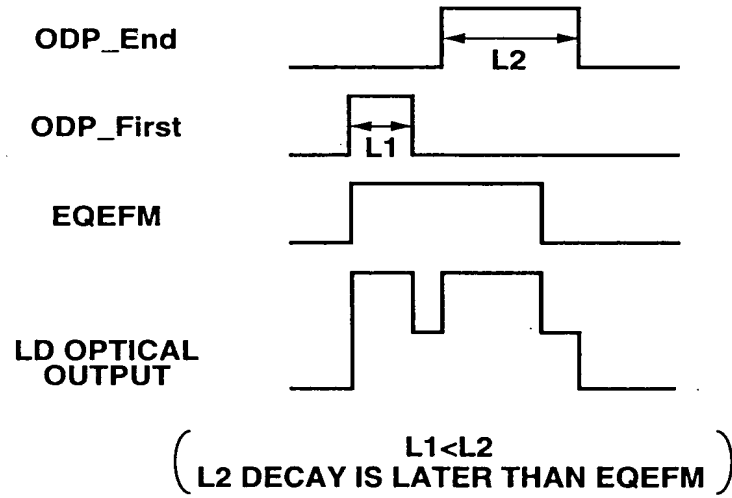 ODP_End
L2
ODP_First
L1
EQEFM
LD OPTICAL
OUTPUT
L1<L2
L2 DECAY IS LATER THAN EQEFM